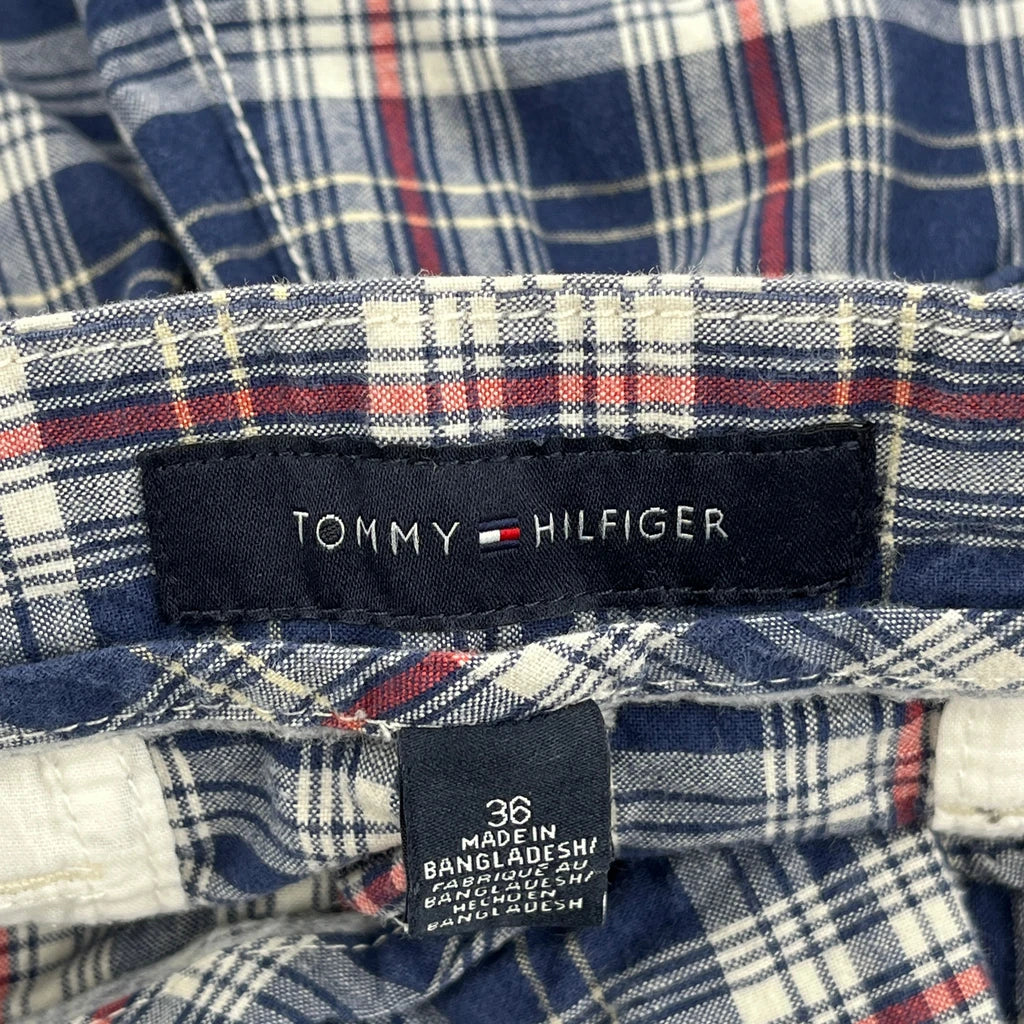 TOMMY HILFIGER
36
MADE IN
BANGLADESH/
FABRIQUE AU
BANGLADESH/
HECHO EN
BANGLADESH